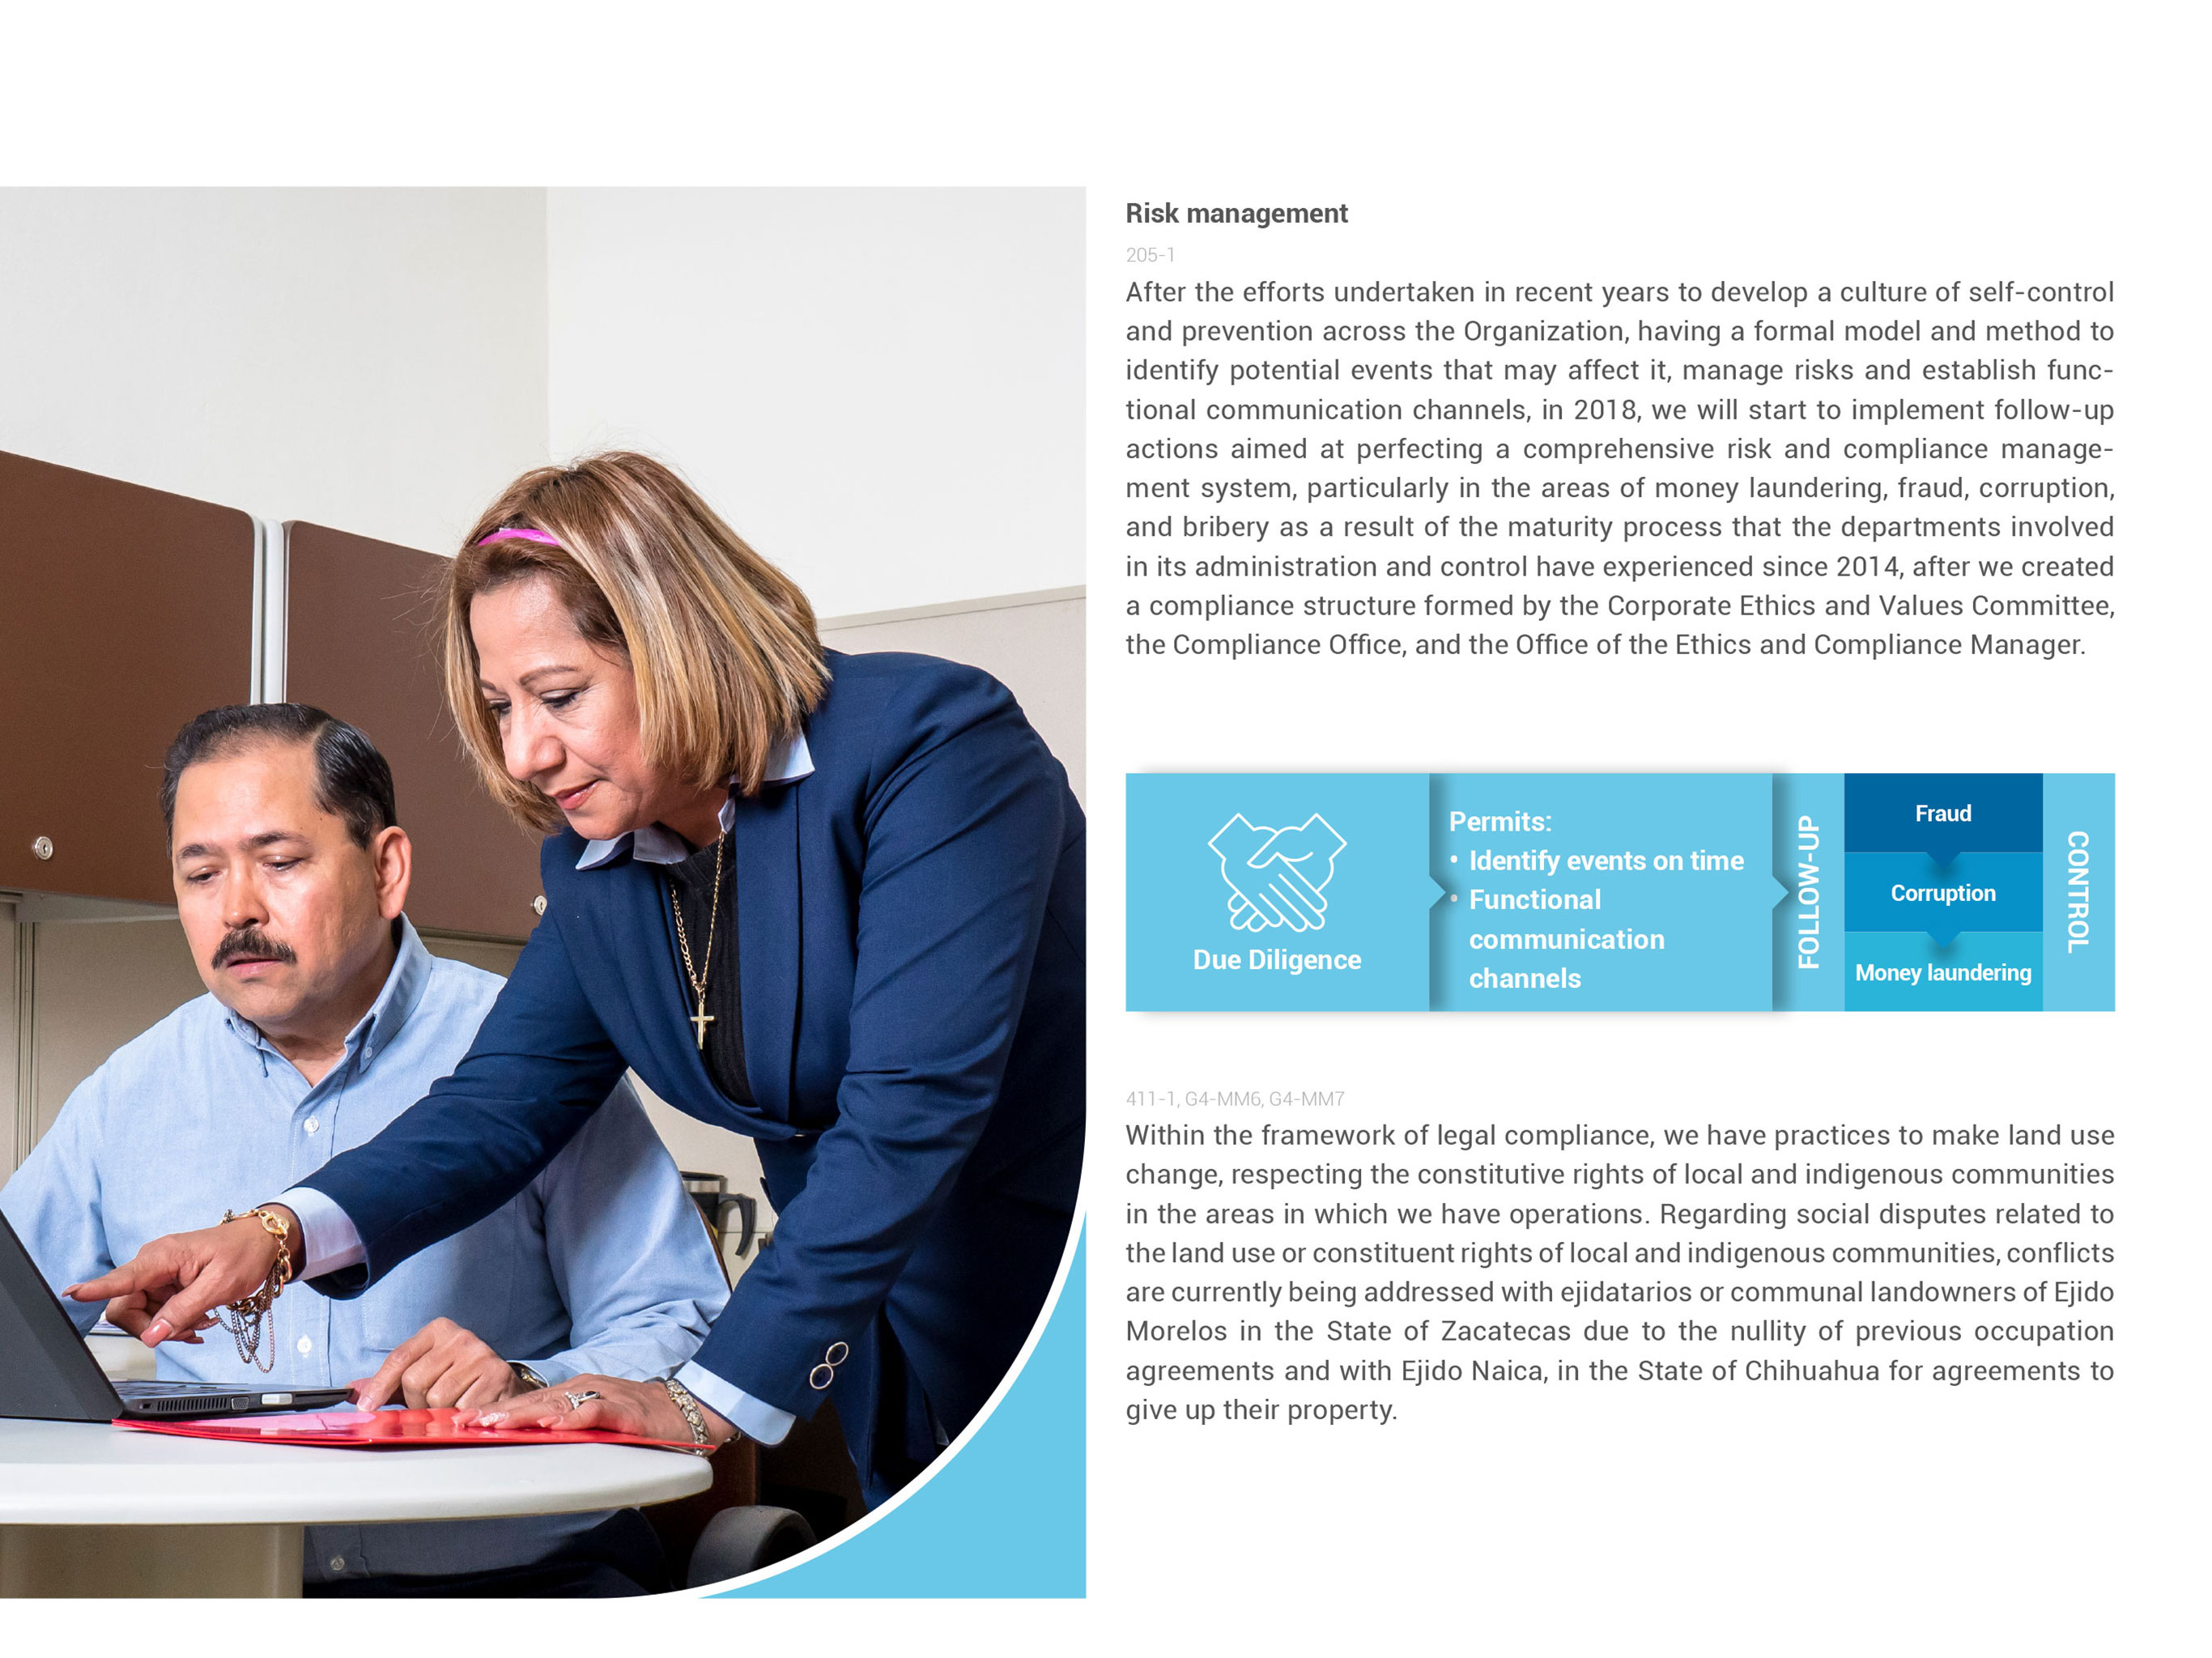 Risk management
205-1
After the efforts undertaken in recent years to develop a culture of self-control
and prevention across the Organization, having a formal model and method to
identify potential events that may affect it, manage risks and establish func-
tional communication channels, in 2018, we will start to implement follow-up
actions aimed at perfecting a comprehensive risk and compliance manage-
ment system, particularly in the areas of money laundering, fraud, corruption,
and bribery as a result of the maturity process that the departments involved
in its administration and control have experienced since 2014, after we created
a compliance structure formed by the Corporate Ethics and Values Committee,
the Compliance Office, and the Office of the Ethics and Compliance Manager.
Due Diligence
Permits:
• Identify events on time
• Functional
communication
channels
FOLLOW-UP
Fraud
Corruption
Money laundering
CONTROL
411-1, G4-MM6, G4-MM7
Within the framework of legal compliance, we have practices to make land use
change, respecting the constitutive rights of local and indigenous communities
in the areas in which we have operations. Regarding social disputes related to
the land use or constituent rights of local and indigenous communities, conflicts
are currently being addressed with ejidatarios or communal landowners of Ejido
Morelos in the State of Zacatecas due to the nullity of previous occupation
agreements and with Ejido Naica, in the State of Chihuahua for agreements to
give up their property.